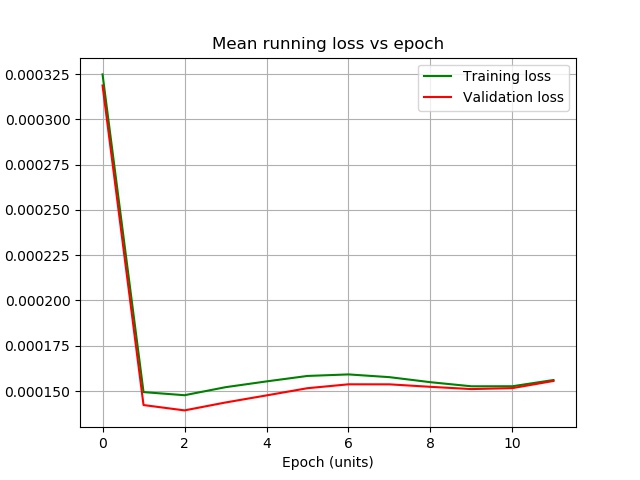 Mean running loss vs epoch
Training loss
Validation loss
0.000325
0.000300
0.000275
0.000250
0.000225
0.000200
0.000175
0.000150
0 2 4 6 8 10
Epoch (units)